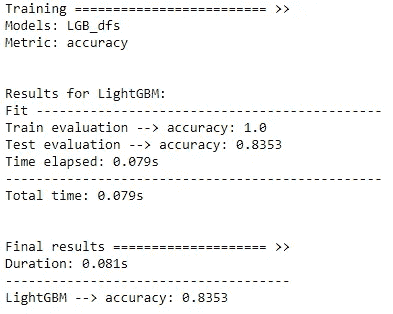 Training ========================= >>
Models: LGB_dfs
Metric: accuracy
Results for LightGBM:
Fit ---------------------------------------------
Train evaluation --> accuracy: 1.0
Test evaluation --> accuracy: 0.8353
Time elapsed: 0.079s
-------------------------------------------------
Total time: 0.079s
Final results ==================== >>
Duration: 0.081s
-------------------------------------
LightGBM --> accuracy: 0.8353